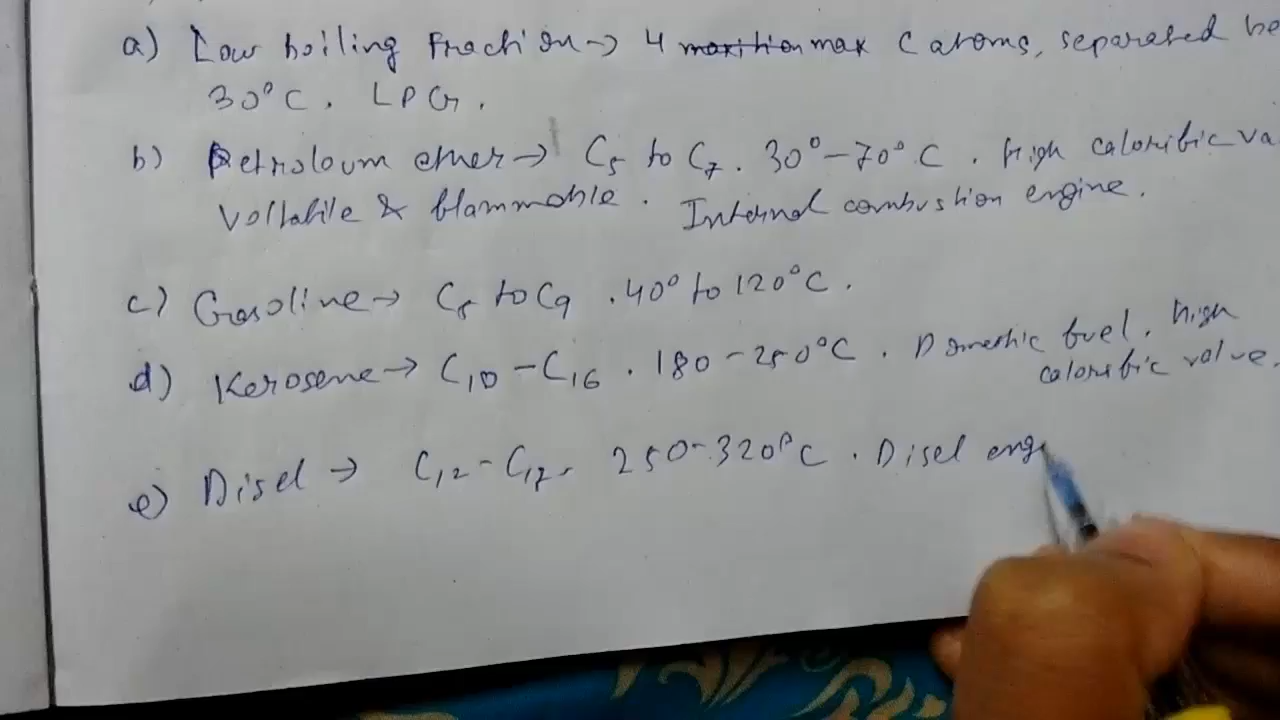 a) Low boiling Fraction → 4 max C atoms, separated be
30°C. LPG.
b) Petroloum ether → C5 to C7. 30°-70°C. High calorific va
Voltatile & flammable. Internal combustion engine.
c) Gasoline → C5 to C9 .40° to 120°C.
d) Kerosene → C10-C16. 180-250°C. Domestic fuel. high
calorific value.
e) Disel → C12-C17. 250-320°C. Disel eng